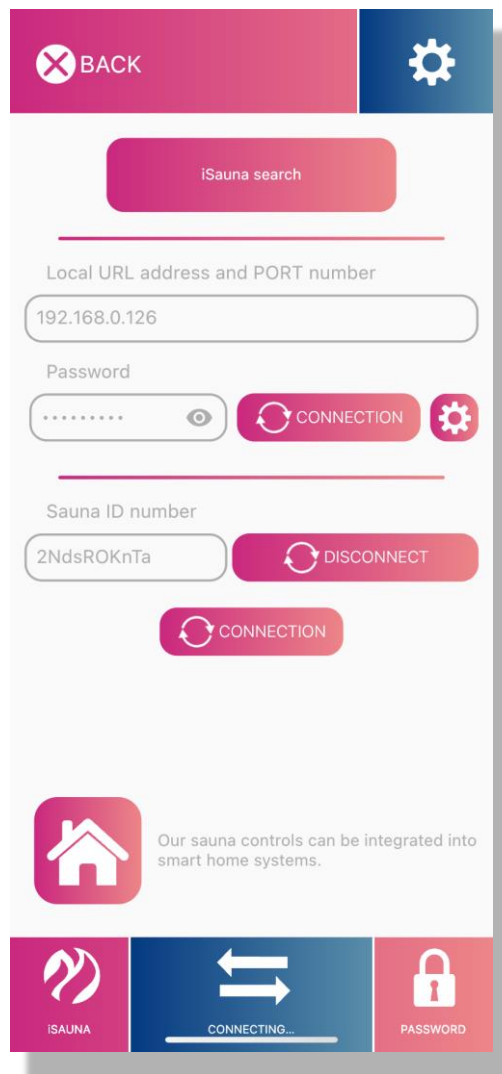 BACK
iSauna search
Local URL address and PORT number
192.168.0.126
Password
.........
CONNECTION
Sauna ID number
2NdsROKnTa
DISCONNECT
CONNECTION
Our sauna controls can be integrated into
smart home systems.
iSAUNA
CONNECTING...
PASSWORD